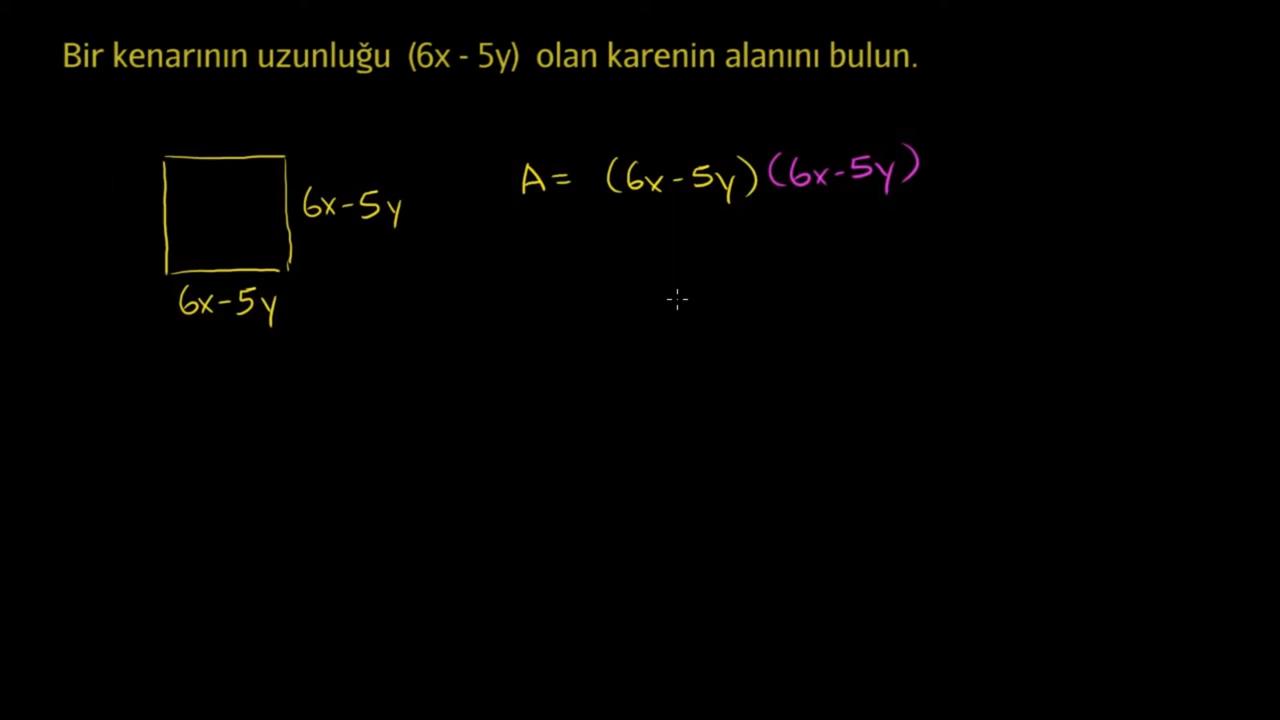 Bir kenarının uzunluğu (6x - 5y) olan karenin alanını bulun.
A = (6x - 5y)(6x - 5y)
6x - 5y
6x - 5y